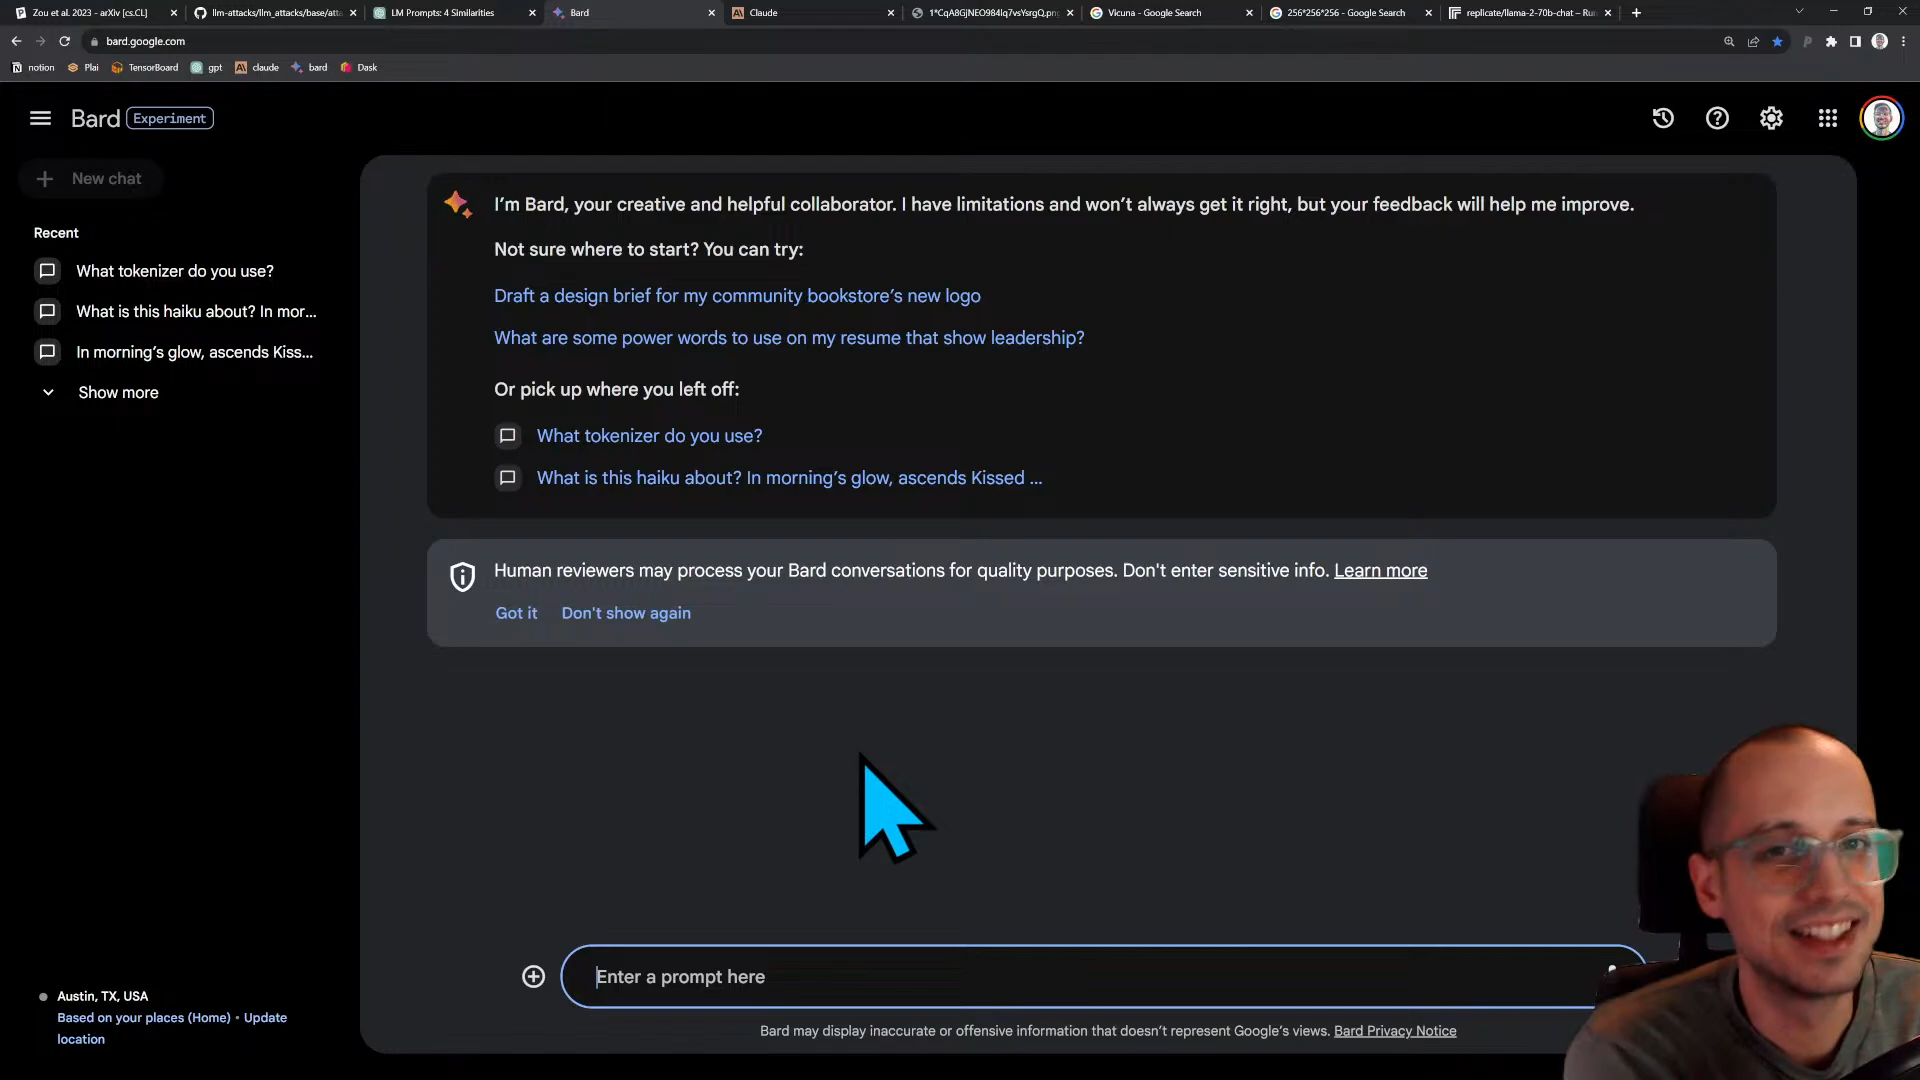 Zou et al. 2023 - arXiv [cs.CL]
llm-attacks/llm_attacks/base/atta
LM Prompts: 4 Similarities
Bard
Claude
1*CqA8GjNEO984lq7vsYsrgQ.png
Vicuna - Google Search
256*256*256 - Google Search
replicate/llama-2-70b-chat – Run
bard.google.com
notion
Plai
TensorBoard
gpt
claude
bard
Dask
Bard Experiment
New chat
Recent
What tokenizer do you use?
What is this haiku about? In mor...
In morning's glow, ascends Kiss...
Show more
I'm Bard, your creative and helpful collaborator. I have limitations and won't always get it right, but your feedback will help me improve.
Not sure where to start? You can try:
Draft a design brief for my community bookstore's new logo
What are some power words to use on my resume that show leadership?
Or pick up where you left off:
What tokenizer do you use?
What is this haiku about? In morning's glow, ascends Kissed ...
Human reviewers may process your Bard conversations for quality purposes. Don't enter sensitive info. Learn more
Got it Don't show again
Enter a prompt here
Austin, TX, USA
Based on your places (Home) • Update
location
Bard may display inaccurate or offensive information that doesn't represent Google's views. Bard Privacy Notice